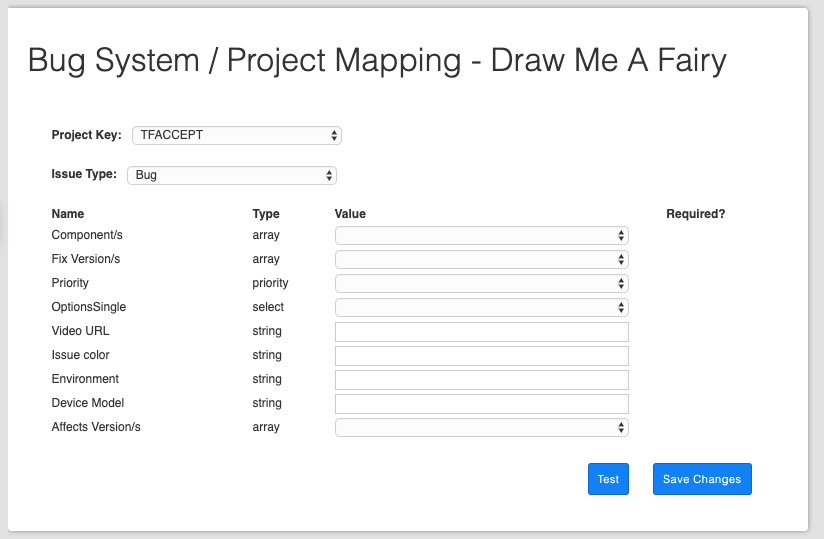 Bug System / Project Mapping - Draw Me A Fairy
Project Key: TFACCEPT
Issue Type: Bug
Name Type Value Required?
Component/s array
Fix Version/s array
Priority priority
OptionsSingle select
Video URL string
Issue color string
Environment string
Device Model string
Affects Version/s array
Test Save Changes